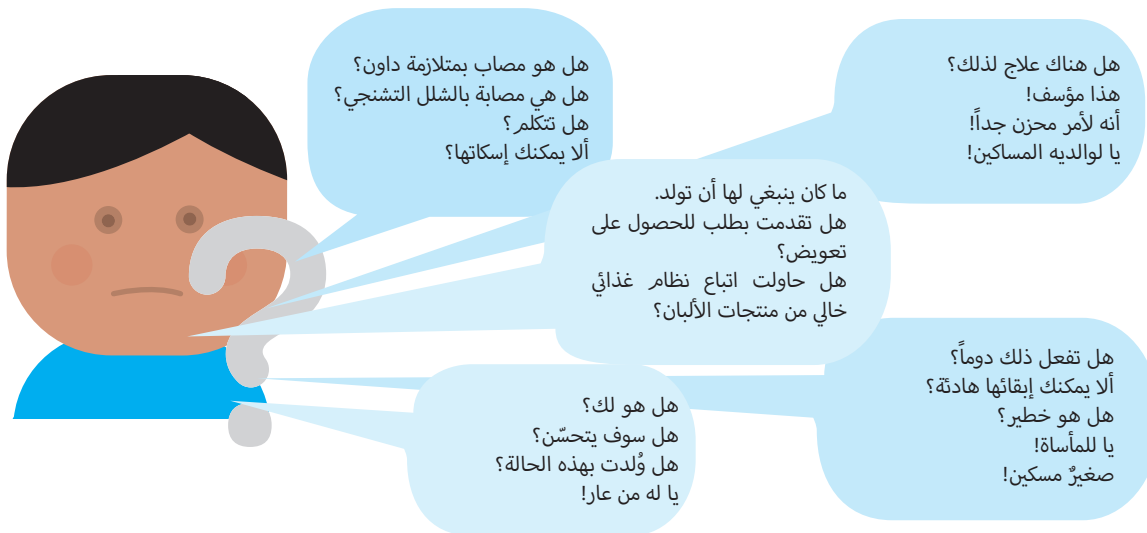 هل هناك علاج لذلك؟
هذا مؤسف!
أنه لأمر محزن جداً!
يا لوالديه المساكين!
هل هو مصاب بمتلازمة داون؟
هل هي مصابة بالشلل التشنجي؟
هل تتكلم؟
ألا يمكنك إسكاتها؟
ما كان ينبغي لها أن تولد.
هل تقدمت بطلب للحصول على
تعويض؟
هل حاولت اتباع نظام غذائي
خالي من منتجات الألبان؟
هل تفعل ذلك دوماً؟
ألا يمكنك إبقائها هادئة؟
هل هو خطير؟
يا للمأساة!
صغيرٌ مسكين!
هل هو لك؟
هل سوف يتحسّن؟
هل وُلدت بهذه الحالة؟
يا له من عار!